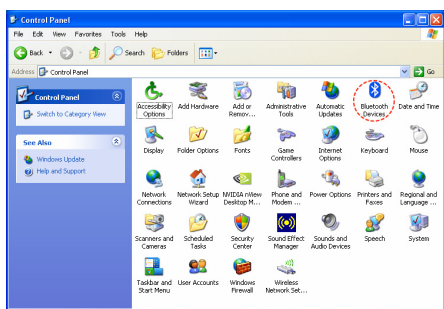 Control Panel
File Edit View Favorites Tools Help
Back Search Folders
Address Control Panel Go
Control Panel
Switch to Category View
See Also
Windows Update
Help and Support
Accessibility Options
Add Hardware
Add or Remov...
Administrative Tools
Automatic Updates
Bluetooth Devices
Date and Time
Display
Folder Options
Fonts
Game Controllers
Internet Options
Keyboard
Mouse
Network Connections
Network Setup Wizard
NVIDIA nView Desktop M...
Phone and Modem ...
Power Options
Printers and Faxes
Regional and Language ...
Scanners and Cameras
Scheduled Tasks
Security Center
Sound Effect Manager
Sounds and Audio Devices
Speech
System
Taskbar and Start Menu
User Accounts
Windows Firewall
Wireless Network Set...